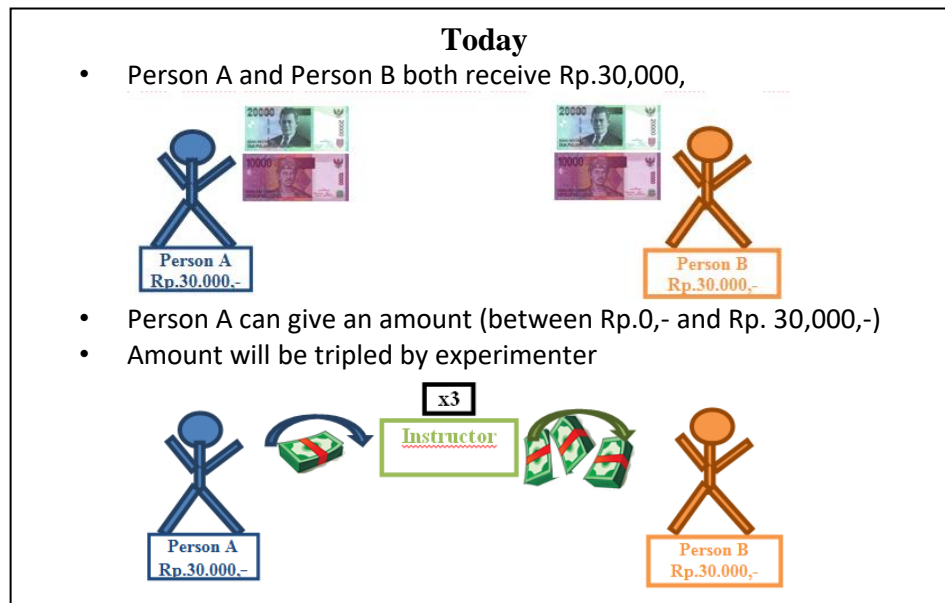 Today
• Person A and Person B both receive Rp.30,000,
20000
20000
20000
20000
10000
10000
Person A
Rp.30.000,-
Person B
Rp.30.000,-
• Person A can give an amount (between Rp.0,- and Rp. 30,000,-)
• Amount will be tripled by experimenter
x3
Instructor
Person A
Rp.30.000,-
Person B
Rp.30.000,-